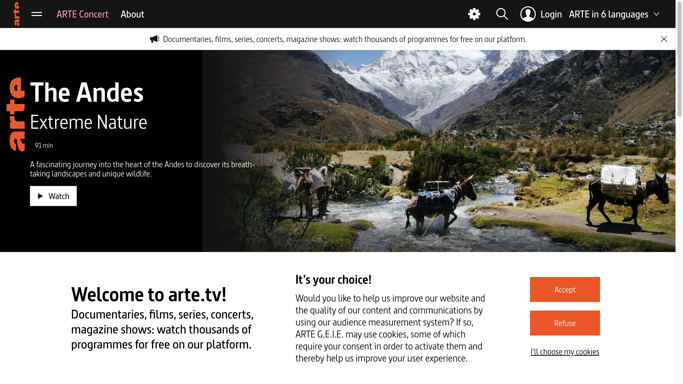 arte
ARTE Concert
About
Login
ARTE in 6 languages
Documentaries, films, series, concerts, magazine shows: watch thousands of programmes for free on our platform.
arte
The Andes
Extreme Nature
91 min
A fascinating journey into the heart of the Andes to discover its breath-
taking landscapes and unique wildlife.
Watch
Welcome to arte.tv!
Documentaries, films, series, concerts,
magazine shows: watch thousands of
programmes for free on our platform.
It's your choice!
Would you like to help us improve our website and
the quality of our content and communications by
using our audience measurement system? If so,
ARTE G.E.I.E. may use cookies, some of which
require your consent in order to activate them and
thereby help us improve your user experience.
Accept
Refuse
I'll choose my cookies